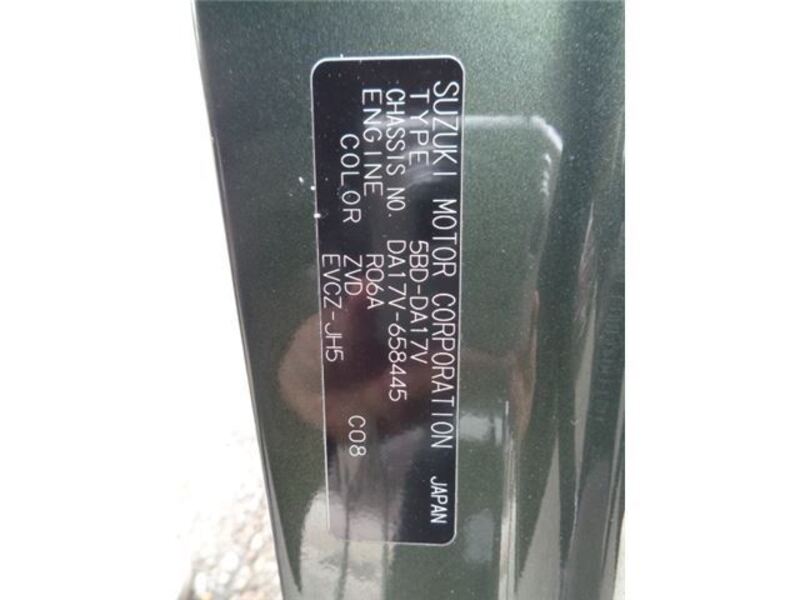 SUZUKI MOTOR CORPORATION JAPAN
TYPE 5BD-DA17V
CHASSIS NO. DA17V-658445
ENGINE R06A
COLOR ZVD C08
EVCZ-JH5